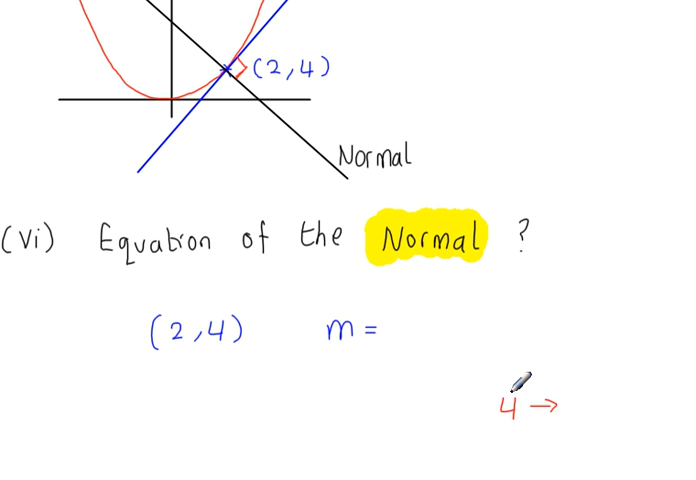 (2,4)
Normal
(vi) Equation of the Normal ?
(2,4) m =
4 →